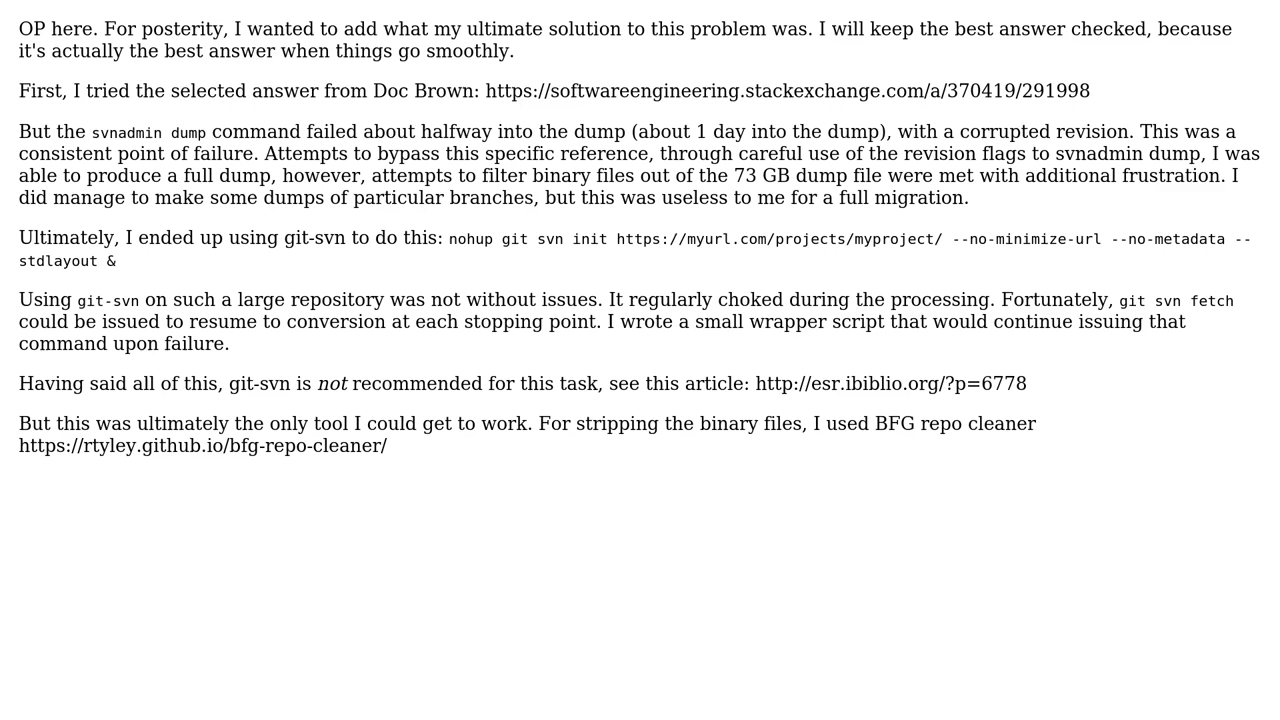 OP here. For posterity, I wanted to add what my ultimate solution to this problem was. I will keep the best answer checked, because
it's actually the best answer when things go smoothly.
First, I tried the selected answer from Doc Brown: https://softwareengineering.stackexchange.com/a/370419/291998
But the svnadmin dump command failed about halfway into the dump (about 1 day into the dump), with a corrupted revision. This was a
consistent point of failure. Attempts to bypass this specific reference, through careful use of the revision flags to svnadmin dump, I was
able to produce a full dump, however, attempts to filter binary files out of the 73 GB dump file were met with additional frustration. I
did manage to make some dumps of particular branches, but this was useless to me for a full migration.
Ultimately, I ended up using git-svn to do this: nohup git svn init https://myurl.com/projects/myproject/ --no-minimize-url --no-metadata --
stdlayout &
Using git-svn on such a large repository was not without issues. It regularly choked during the processing. Fortunately, git svn fetch
could be issued to resume to conversion at each stopping point. I wrote a small wrapper script that would continue issuing that
command upon failure.
Having said all of this, git-svn is not recommended for this task, see this article: http://esr.ibiblio.org/?p=6778
But this was ultimately the only tool I could get to work. For stripping the binary files, I used BFG repo cleaner
https://rtyley.github.io/bfg-repo-cleaner/